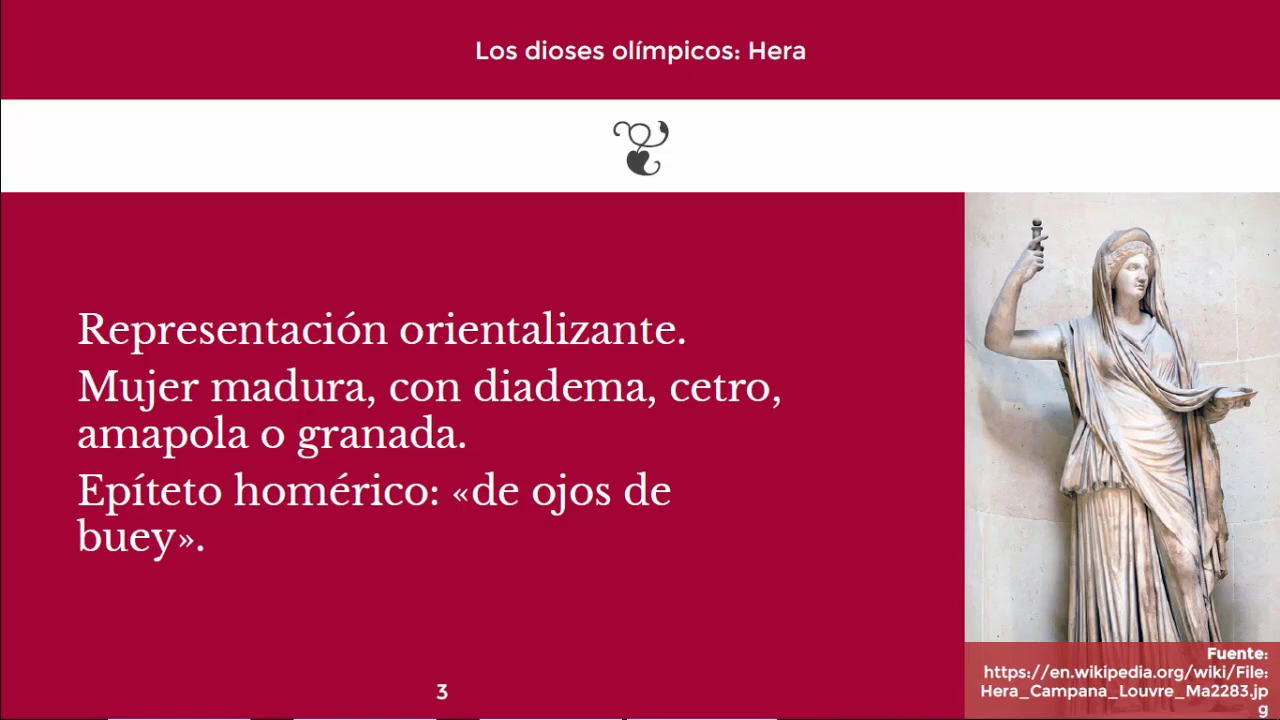 Los dioses olímpicos: Hera
Representación orientalizante.
Mujer madura, con diadema, cetro,
amapola o granada.
Epíteto homérico: «de ojos de
buey».
3
Fuente:
https://en.wikipedia.org/wiki/File:
Hera_Campana_Louvre_Ma2283.jp
g